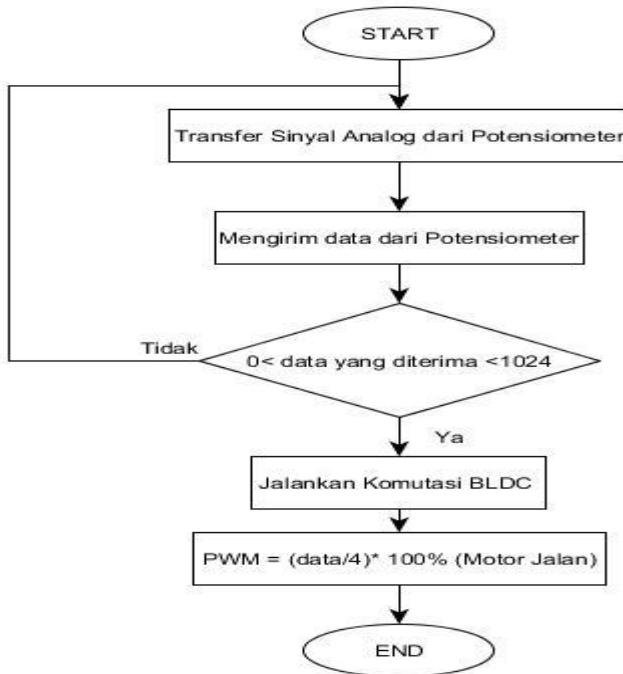 START
Transfer Sinyal Analog dari Potensiometer
Mengirim data dari Potensiometer
Tidak
0< data yang diterima <1024
Ya
Jalankan Komutasi BLDC
PWM = (data/4)* 100% (Motor Jalan)
END